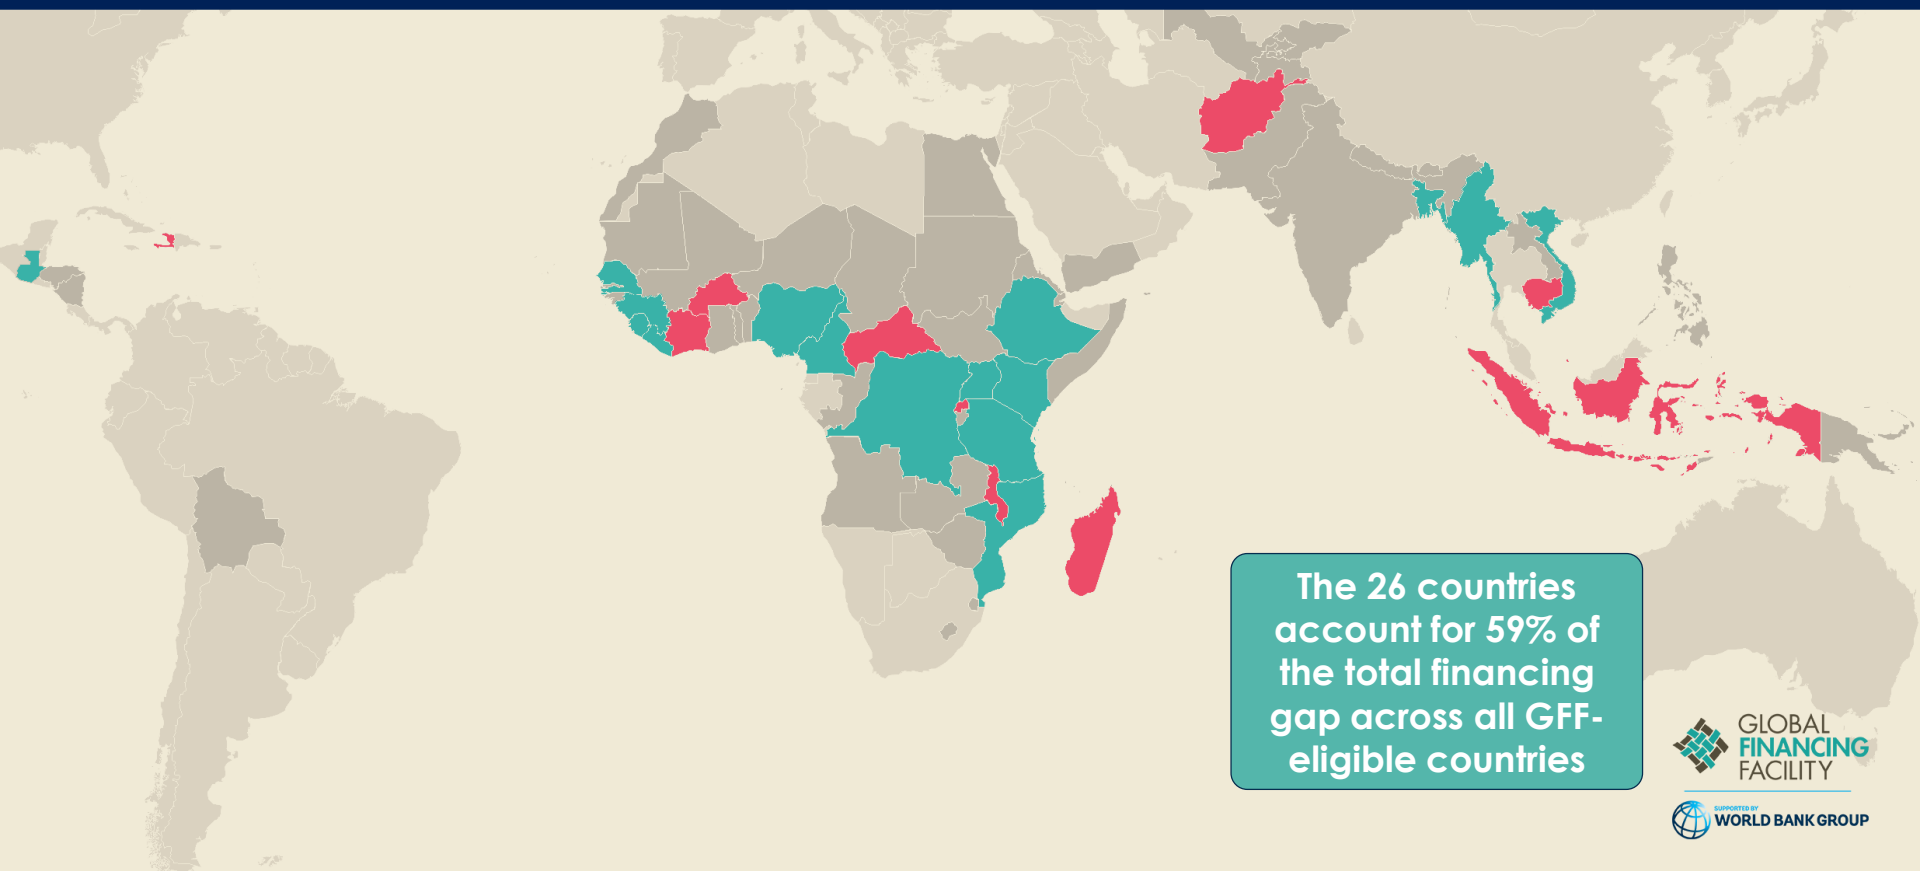 The 26 countries
account for 59% of
the total financing
gap across all GFF-
eligible countries
GLOBAL
FINANCING
FACILITY
SUPPORTED BY
WORLD BANK GROUP